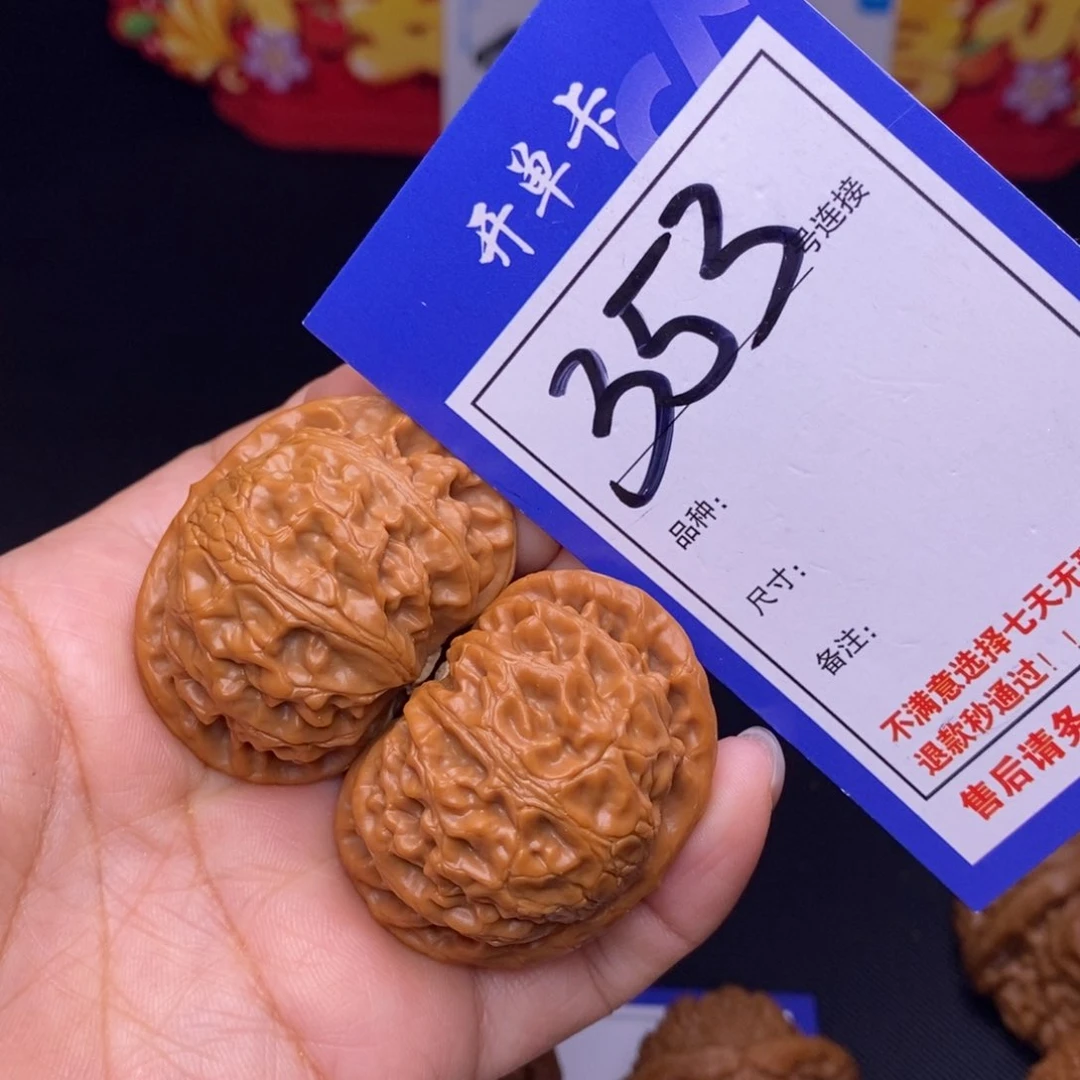 开单卡
353号连接
品种：
尺寸：
备注：
不满意选择七天无理
退款秒通过！！
售后请务